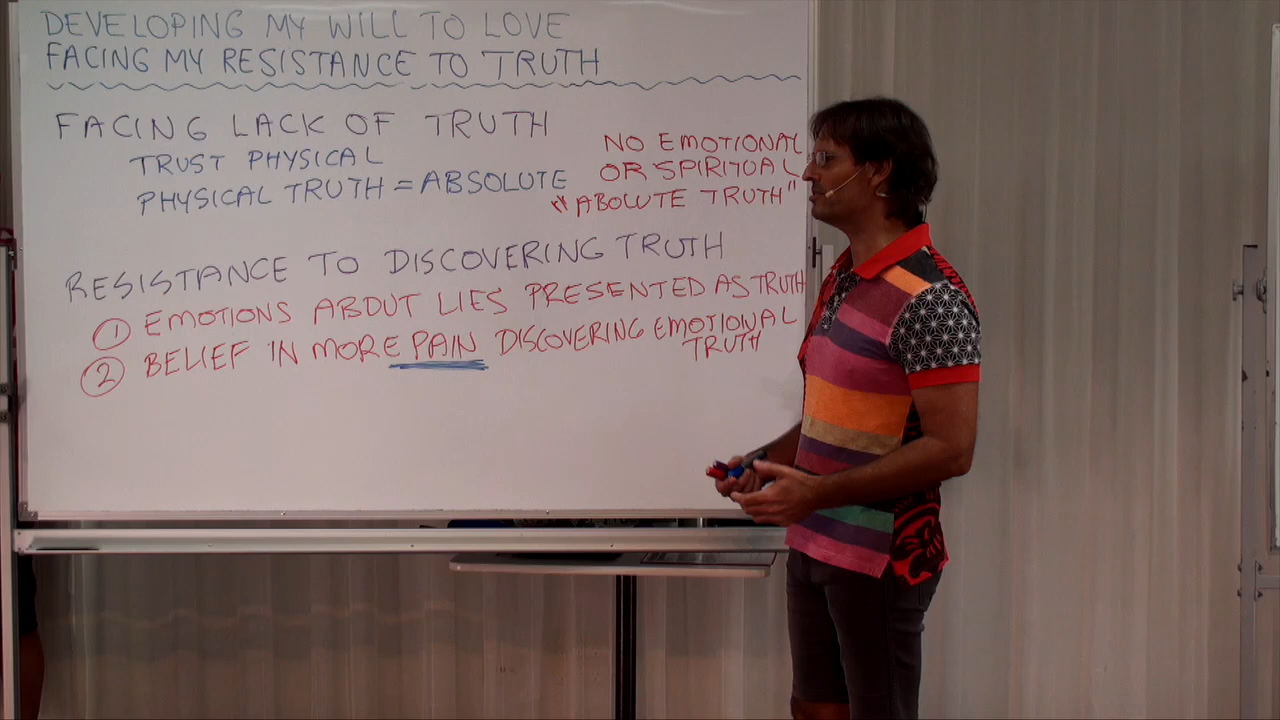 DEVELOPING MY WILL TO LOVE
FACING MY RESISTANCE TO TRUTH
FACING LACK OF TRUTH
TRUST PHYSICAL
PHYSICAL TRUTH = ABSOLUTE
NO EMOTIONAL
OR SPIRITUAL
"ABOLUTE TRUTH"
RESISTANCE TO DISCOVERING TRUTH
① EMOTIONS ABOUT LIES PRESENTED AS TRUTH
② BELIEF IN MORE PAIN DISCOVERING EMOTIONAL
TRUTH